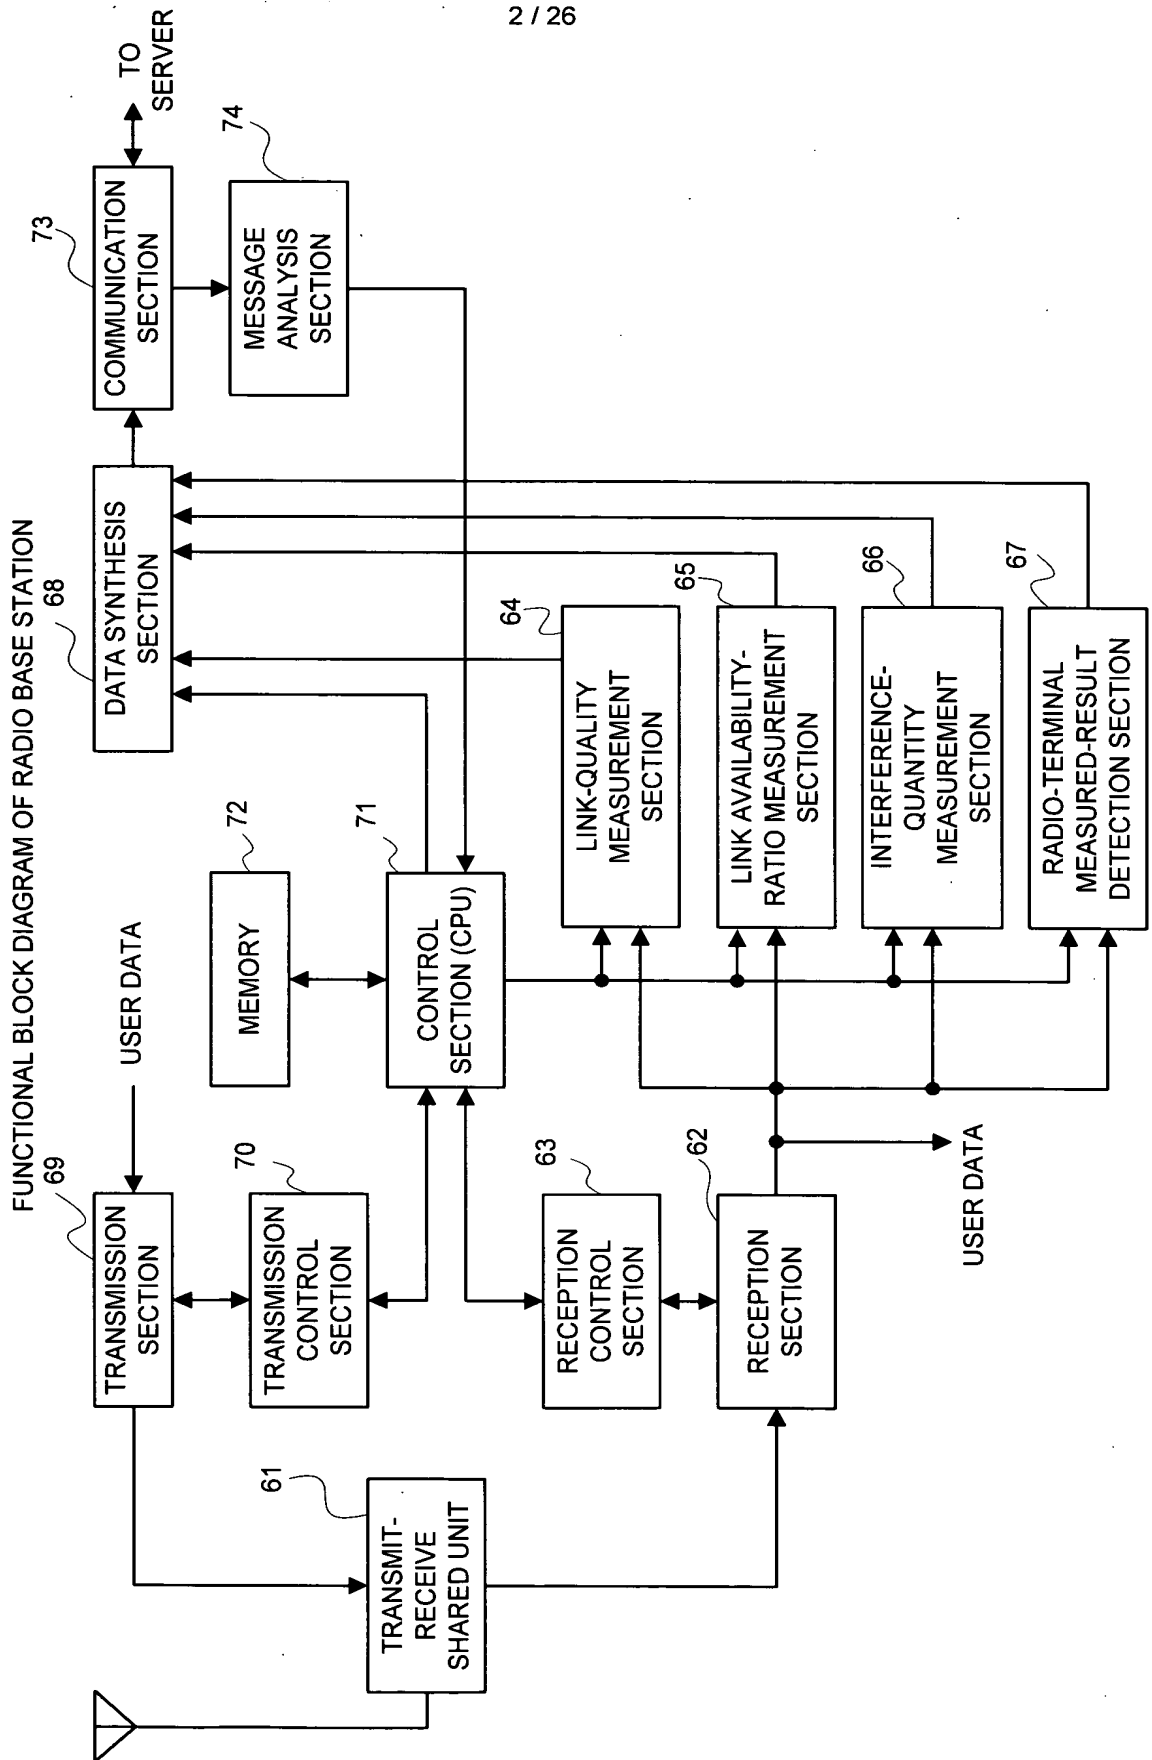 2 / 26
FUNCTIONAL BLOCK DIAGRAM OF RADIO BASE STATION
61
TRANSMIT-
RECEIVE
SHARED UNIT
69
TRANSMISSION
SECTION
USER DATA
70
TRANSMISSION
CONTROL
SECTION
63
RECEPTION
CONTROL
SECTION
62
RECEPTION
SECTION
USER DATA
72
MEMORY
71
CONTROL
SECTION (CPU)
68
DATA SYNTHESIS
SECTION
64
LINK-QUALITY
MEASUREMENT
SECTION
65
LINK AVAILABILITY-
RATIO MEASUREMENT
SECTION
66
INTERFERENCE-
QUANTITY
MEASUREMENT
SECTION
67
RADIO-TERMINAL
MEASURED-RESULT
DETECTION SECTION
73
COMMUNICATION
SECTION
TO
SERVER
74
MESSAGE
ANALYSIS
SECTION